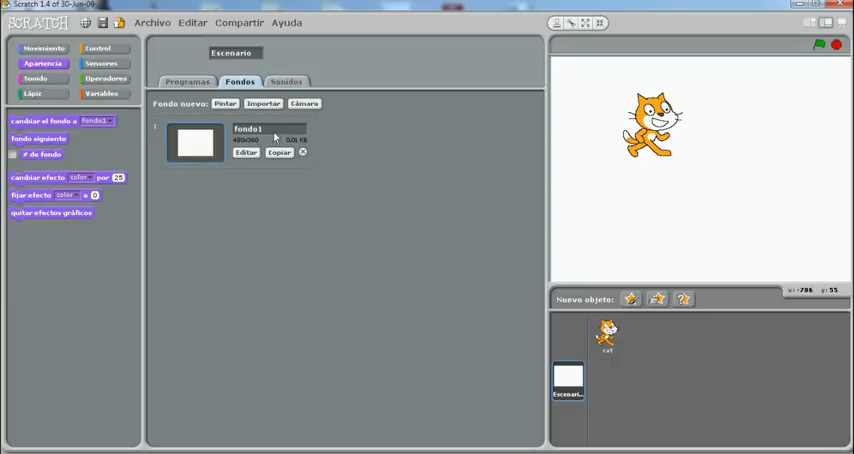 Scratch 1.4 of 30-Jun-09
SCRATCH
Archivo Editar Compartir Ayuda
Movimiento Control
Apariencia Sensores
Sonido Operadores
Lápiz Variables
cambiar el fondo a fondo1
fondo siguiente
# de fondo
cambiar efecto color por 25
fijar efecto color a 0
quitar efectos gráficos
Escenario
Programas Fondos Sonidos
Fondo nuevo: Pintar Importar Cámara
1
fondo1
480x360 0.01 KB
Editar Copiar
x: -706 y: 55
Nuevo objeto:
cat
Escenari...